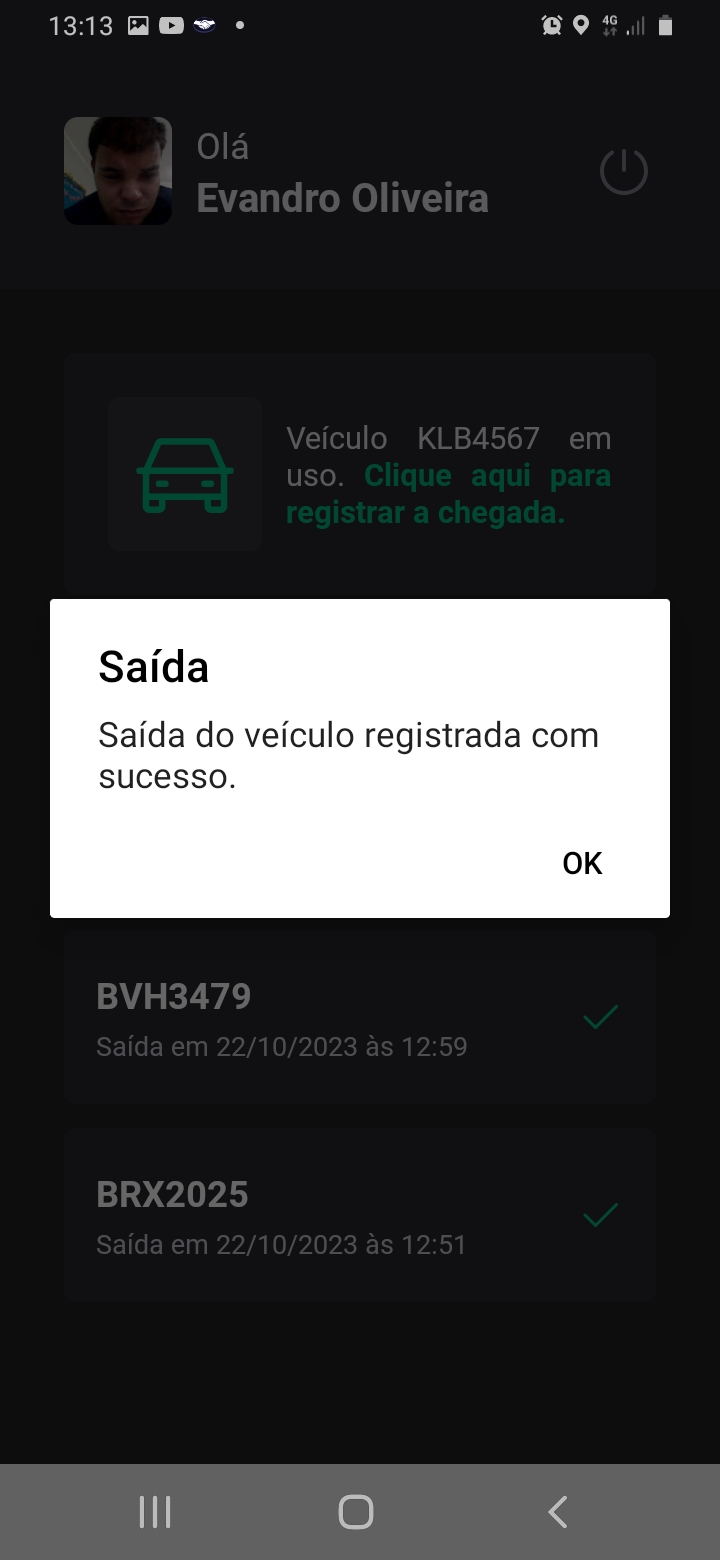 13:13
4G
Olá
Evandro Oliveira
Veículo KLB4567 em
uso. Clique aqui para
registrar a chegada.
Saída
Saída do veículo registrada com
sucesso.
OK
BVH3479
Saída em 22/10/2023 às 12:59
BRX2025
Saída em 22/10/2023 às 12:51